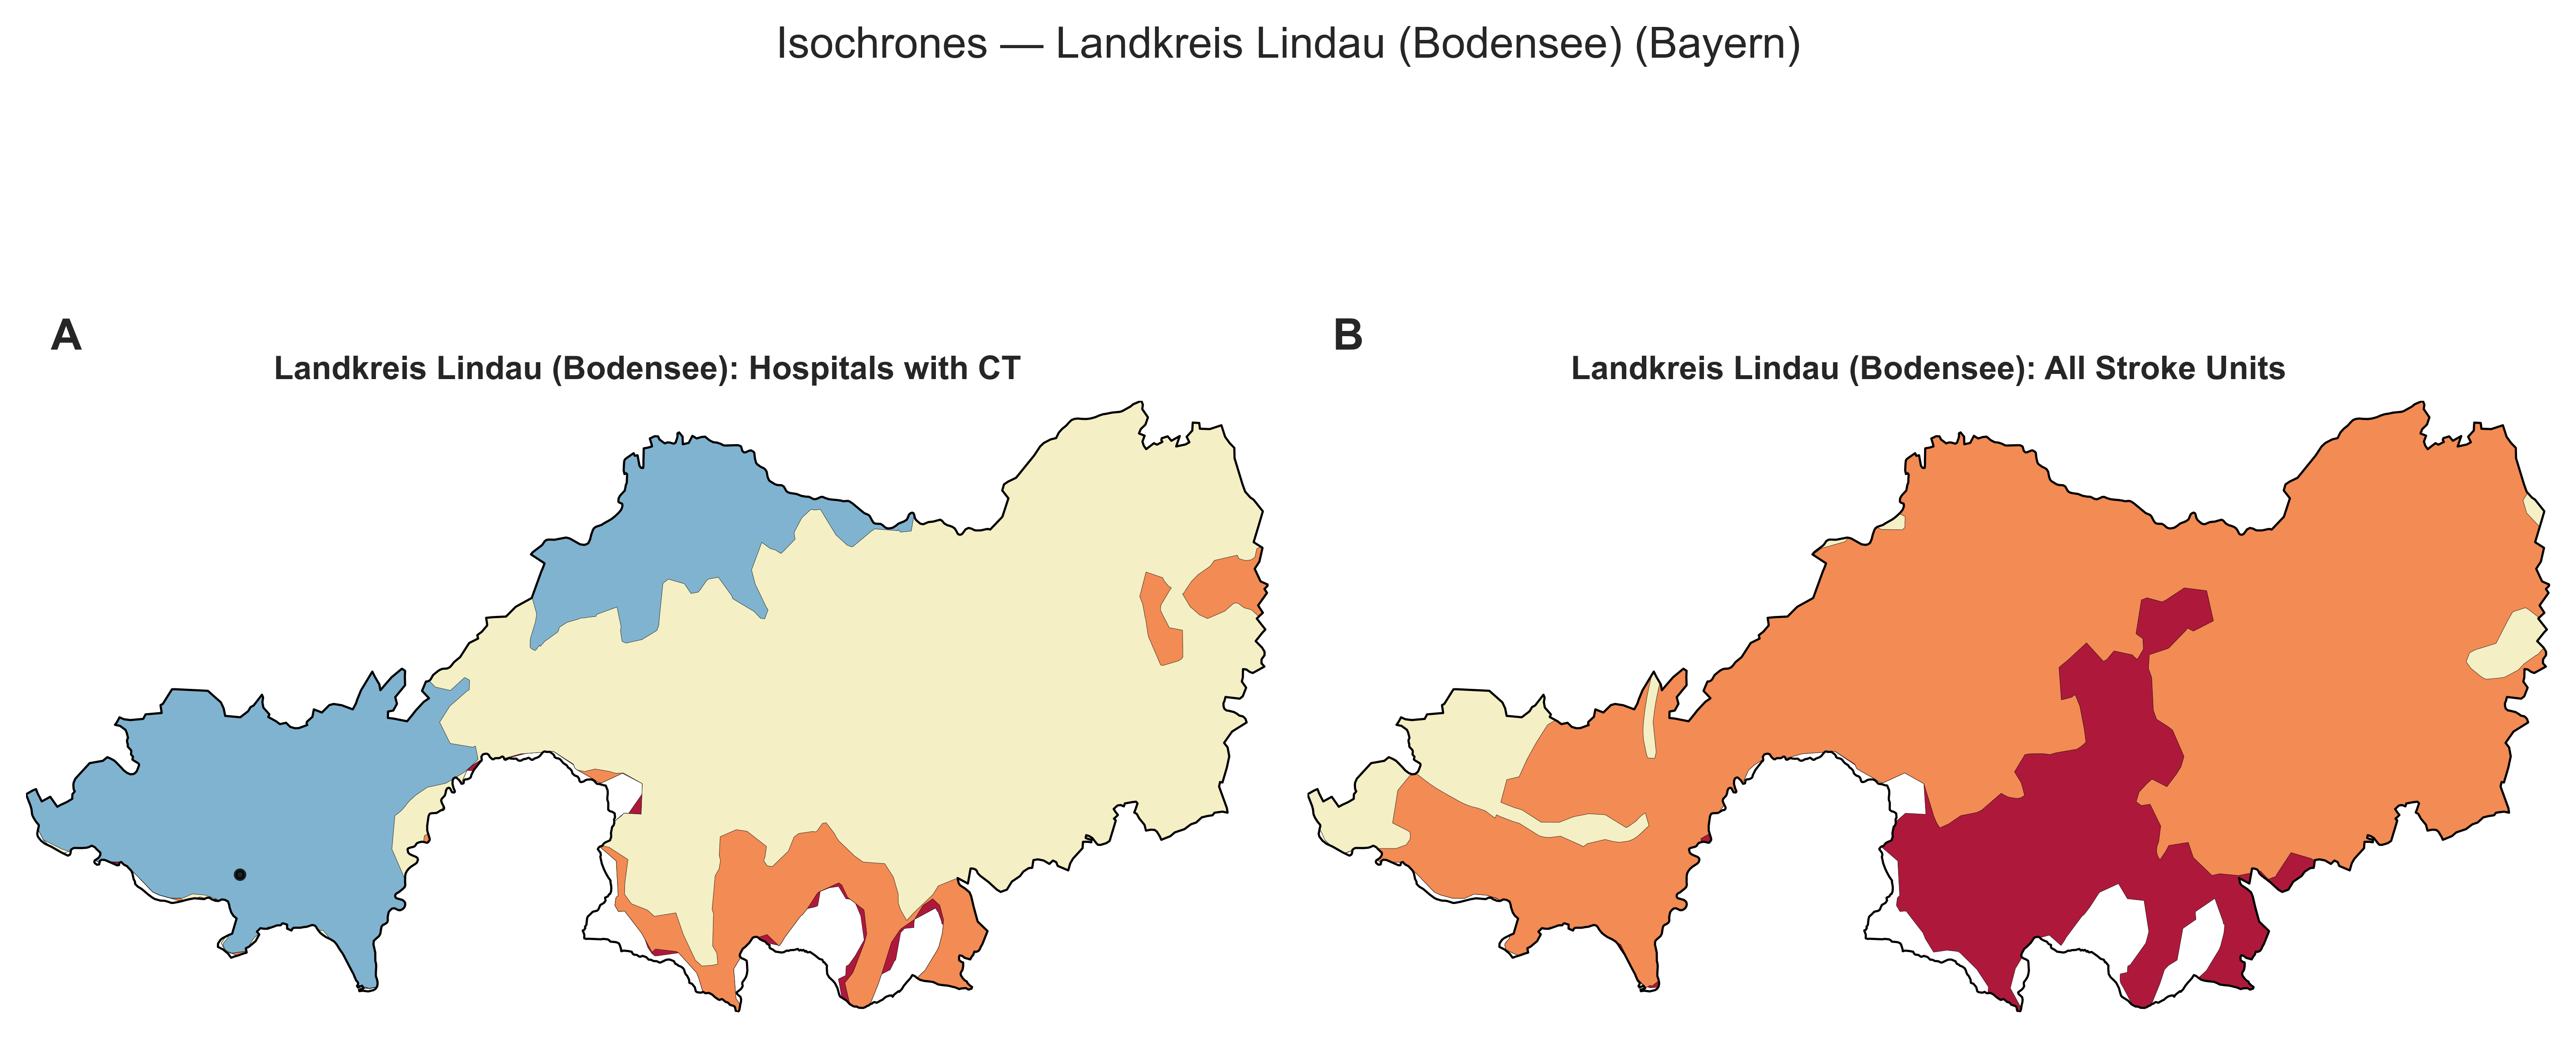 Isochrones — Landkreis Lindau (Bodensee) (Bayern)
A
Landkreis Lindau (Bodensee): Hospitals with CT
B
Landkreis Lindau (Bodensee): All Stroke Units